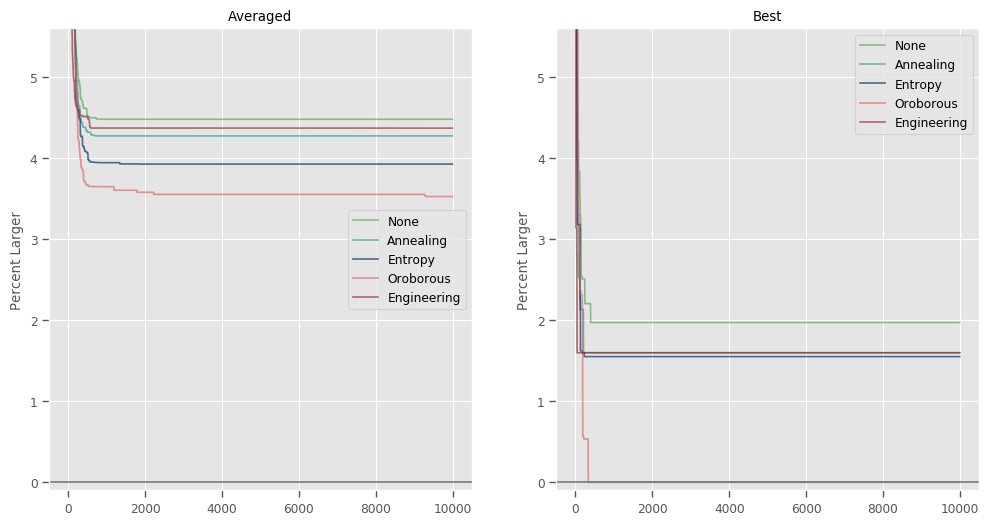 Averaged
Percent Larger
5
4
3
2
1
0
0 2000 4000 6000 8000 10000
None
Annealing
Entropy
Oroborous
Engineering
Best
Percent Larger
5
4
3
2
1
0
0 2000 4000 6000 8000 10000
None
Annealing
Entropy
Oroborous
Engineering